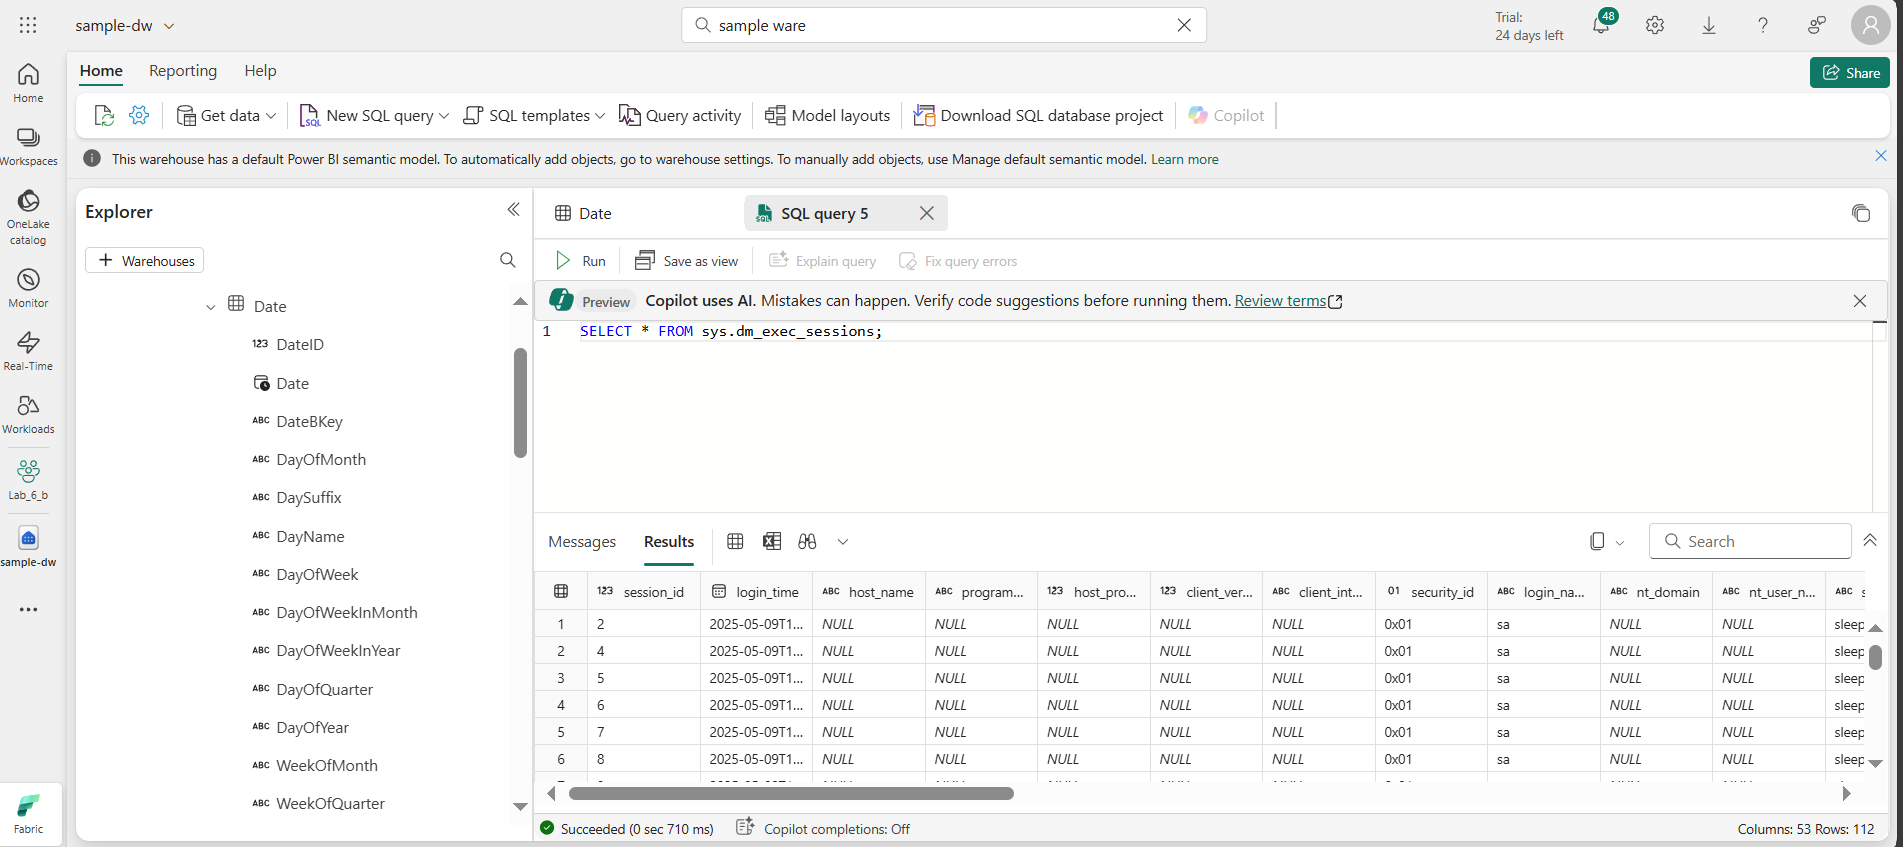 sample-dw
sample ware
Trial:
24 days left
48
Home
Reporting
Help
Share
Get data
New SQL query
SQL templates
Query activity
Model layouts
Download SQL database project
Copilot
This warehouse has a default Power BI semantic model. To automatically add objects, go to warehouse settings. To manually add objects, use Manage default semantic model. Learn more
Home
Workspaces
OneLake
catalog
Monitor
Real-Time
Workloads
Lab_6_b
sample-dw
Fabric
Explorer
Warehouses
Date
123 DateID
Date
ABC DateBKey
ABC DayOfMonth
ABC DaySuffix
ABC DayName
ABC DayOfWeek
ABC DayOfWeekInMonth
ABC DayOfWeekInYear
ABC DayOfQuarter
ABC DayOfYear
ABC WeekOfMonth
ABC WeekOfQuarter
Date
SQL SQL query 5
Run
Save as view
Explain query
Fix query errors
Preview Copilot uses AI. Mistakes can happen. Verify code suggestions before running them. Review terms
1 SELECT * FROM sys.dm_exec_sessions;
Messages
Results
Search
123 session_id login_time ABC host_name ABC program... 123 host_pro... 123 client_ver... ABC client_int... 01 security_id ABC login_na... ABC nt_domain ABC nt_user_n... ABC s
1 2 2025-05-09T1... NULL NULL NULL NULL NULL 0x01 sa NULL NULL sleep
2 4 2025-05-09T1... NULL NULL NULL NULL NULL 0x01 sa NULL NULL sleep
3 5 2025-05-09T1... NULL NULL NULL NULL NULL 0x01 sa NULL NULL sleep
4 6 2025-05-09T1... NULL NULL NULL NULL NULL 0x01 sa NULL NULL sleep
5 7 2025-05-09T1... NULL NULL NULL NULL NULL 0x01 sa NULL NULL sleep
6 8 2025-05-09T1... NULL NULL NULL NULL NULL 0x01 sa NULL NULL sleep
Succeeded (0 sec 710 ms)
Copilot completions: Off
Columns: 53 Rows: 112